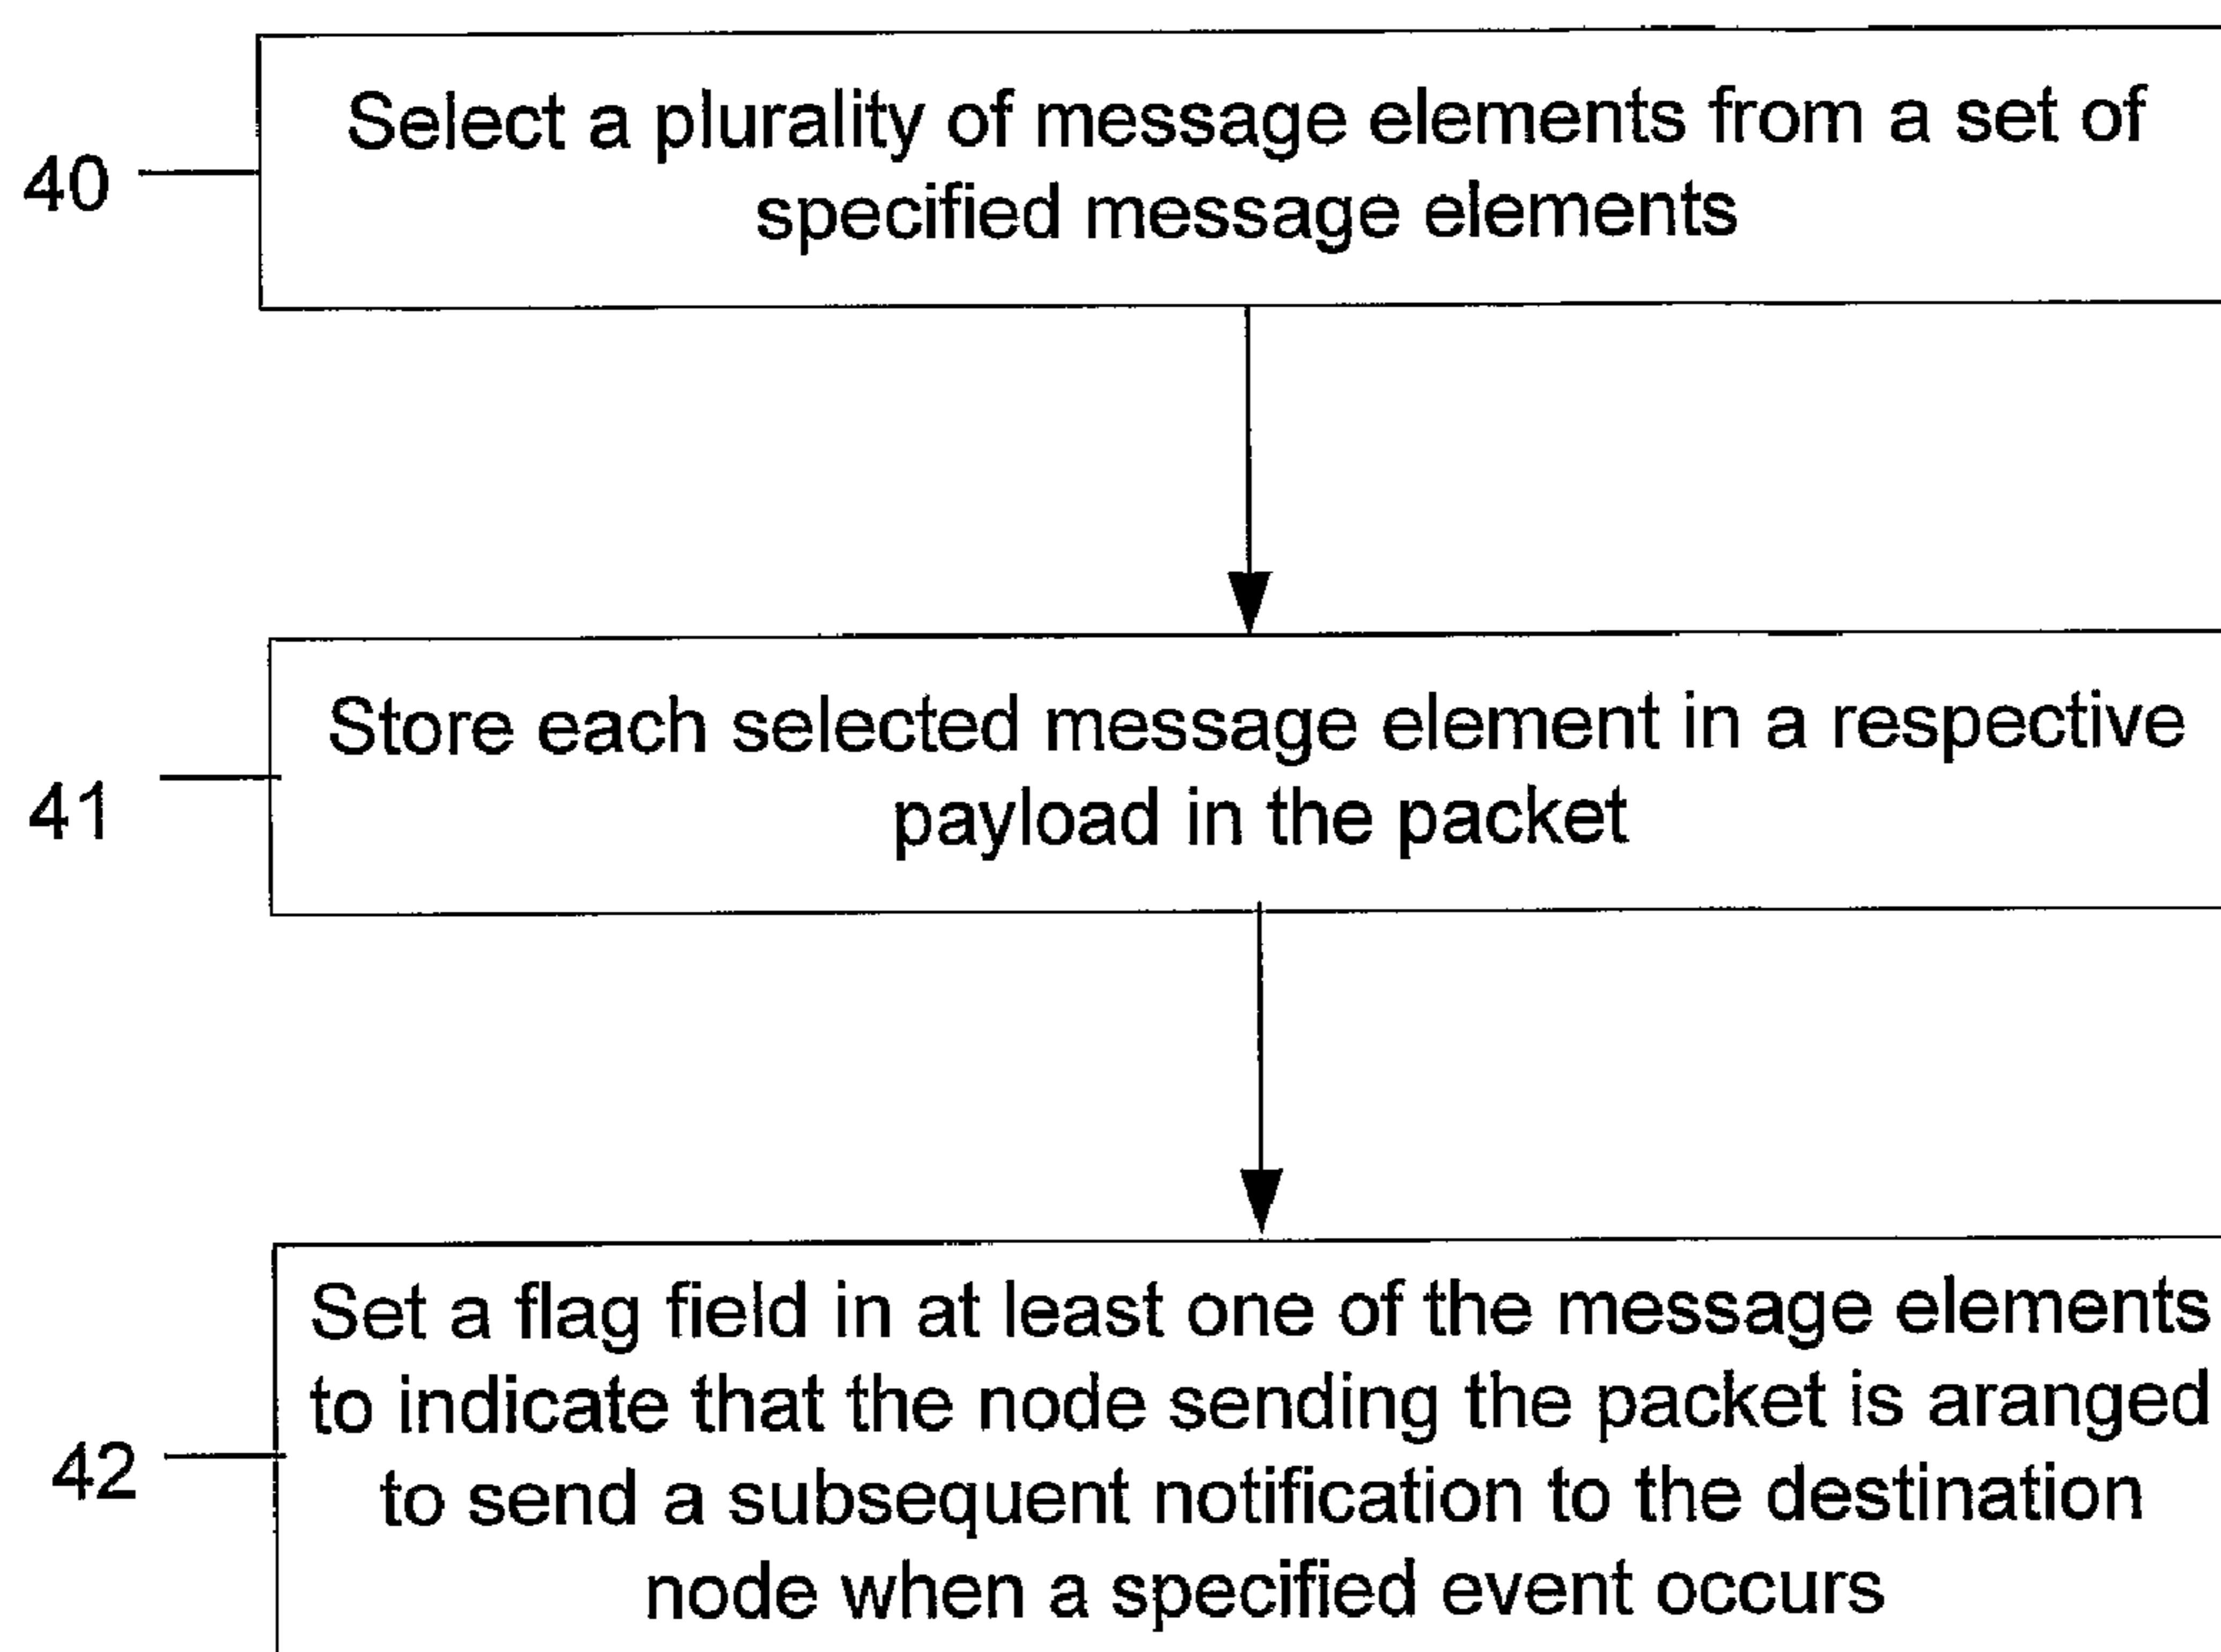 Select a plurality of message elements from a set of
specified message elements
40
Store each selected message element in a respective
payload in the packet
41
Set a flag field in at least one of the message elements
to indicate that the node sending the packet is aranged
to send a subsequent notification to the destination
node when a specified event occurs
42